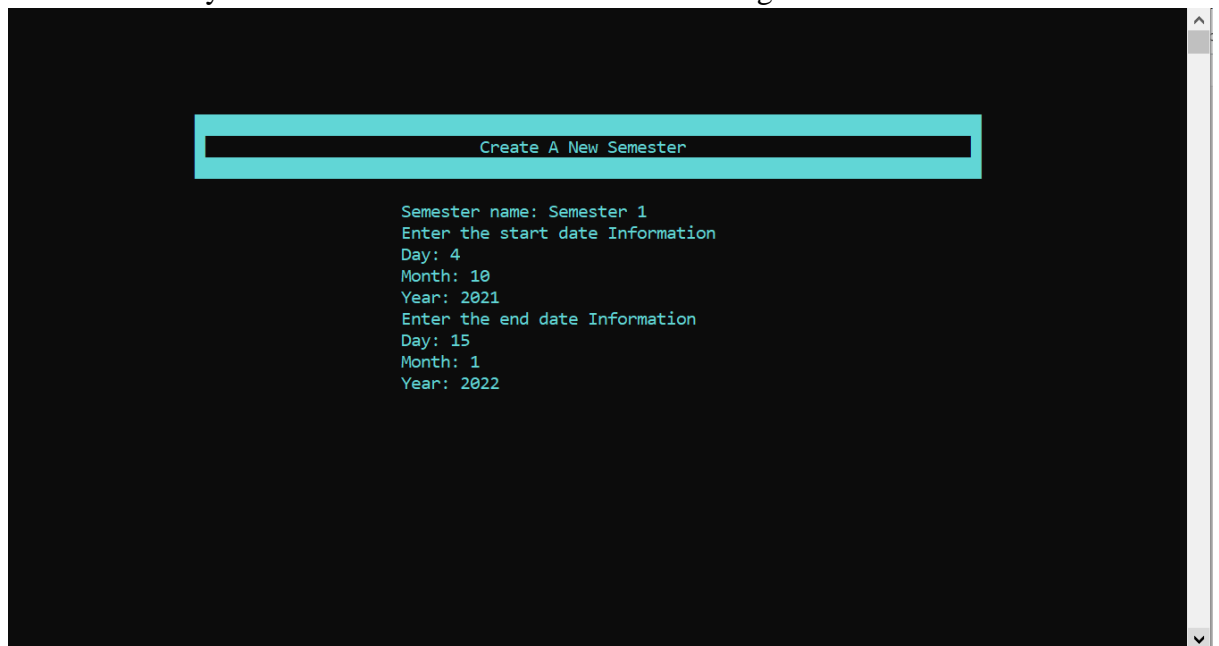 Create A New Semester
Semester name: Semester 1
Enter the start date Information
Day: 4
Month: 10
Year: 2021
Enter the end date Information
Day: 15
Month: 1
Year: 2022